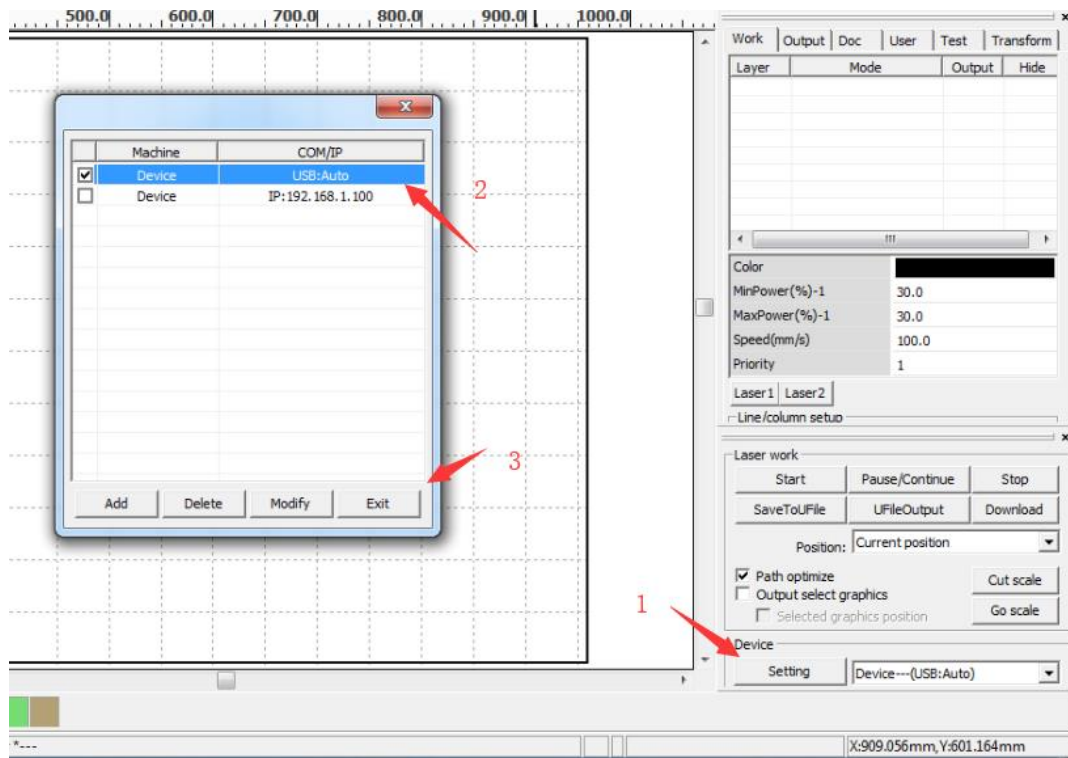 500.0 600.0 700.0 800.0 900.0 1000.0
Work Output Doc User Test Transform
Layer Mode Output Hide
Machine COM/IP
Device USB:Auto
Device IP:192.168.1.100
2
Color
MinPower(%)-1 30.0
MaxPower(%)-1 30.0
Speed(mm/s) 100.0
Priority 1
Laser1 Laser2
Line/column setup
3
Add Delete Modify Exit
Laser work
Start Pause/Continue Stop
SaveToUFile UFileOutput Download
Position: Current position
Path optimize Cut scale
Output select graphics
Selected graphics position Go scale
1
Device
Setting Device---(USB:Auto)
*--- X:909.056mm,Y:601.164mm